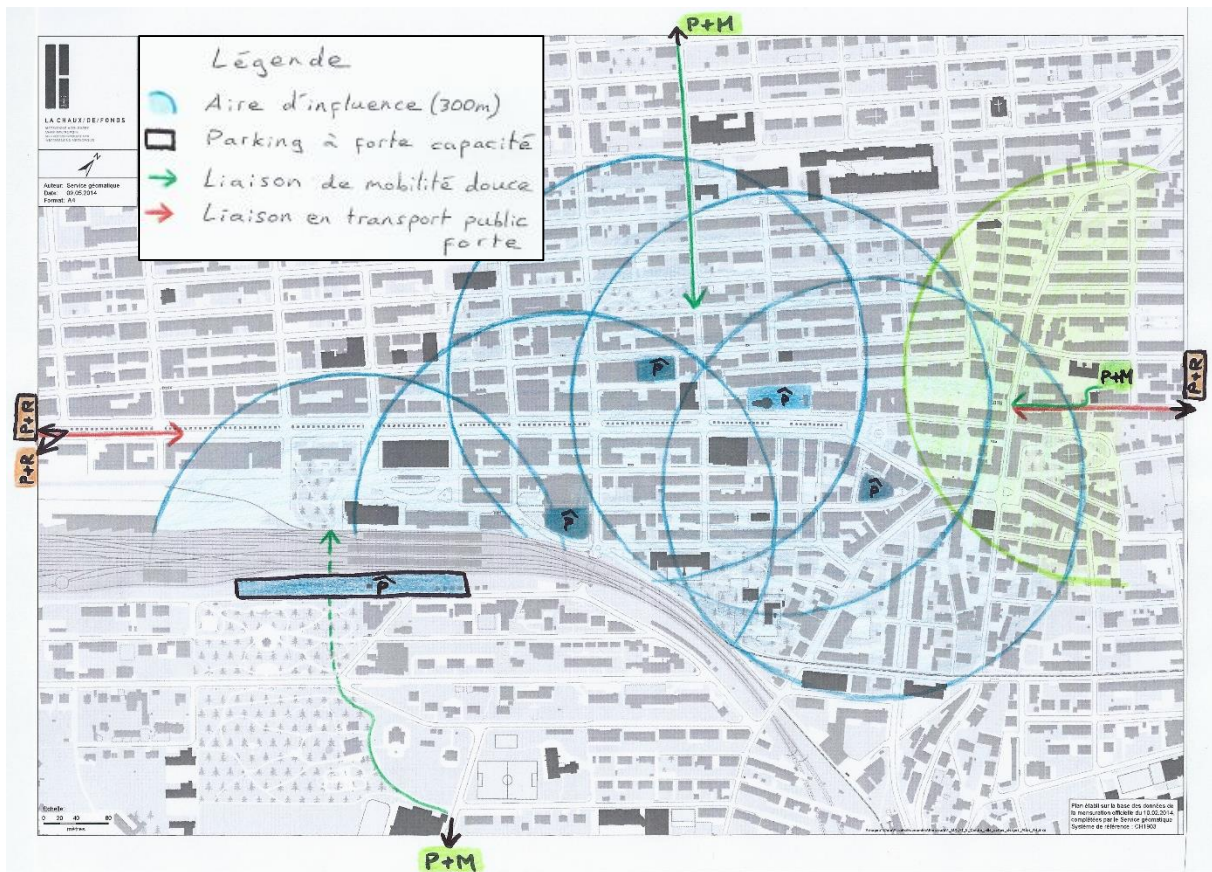 P+M
LA CHAUX/DE/FONDS
Auteur: Service géomatique
Date: 09.05.2014
Format: A4
Légende
Aire d'influence (300m)
Parking à forte capacité
Liaison de mobilité douce
Liaison en transport public
forte
P
P
P+M
P+R
P+R
P+R
P
P
P
Echelle:
0 20 40 80
mètres
P+M
Plan établi sur la base des données de
la mensuration officielle du 10.02.2014,
complétées par le Service géomatique
Système de référence : CH1903